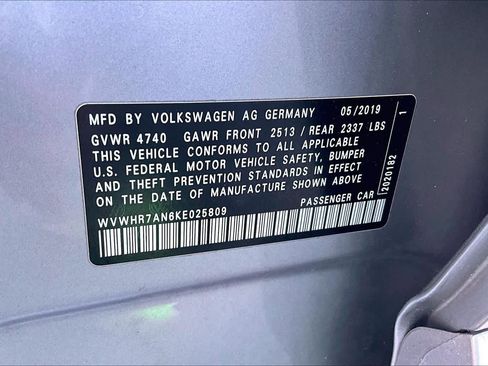 MFD BY VOLKSWAGEN AG GERMANY 05/2019
GVWR 4740 GAWR FRONT 2513 / REAR 2337 LBS
THIS VEHICLE CONFORMS TO ALL APPLICABLE
U.S. FEDERAL MOTOR VEHICLE SAFETY, BUMPER
AND THEFT PREVENTION STANDARDS IN EFFECT
ON THE DATE OF MANUFACTURE SHOWN ABOVE.
WVWHR7AN6KE025809 PASSENGER CAR
2020182 1